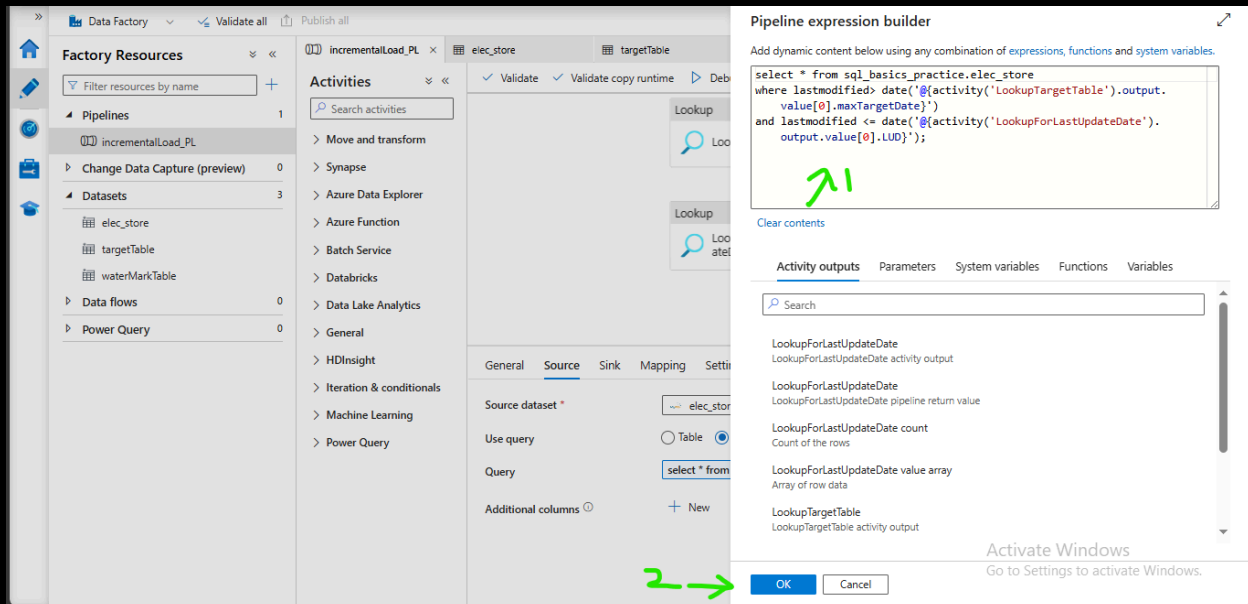 »
Data Factory
Validate all
Publish all
Factory Resources
Filter resources by name
Pipelines 1
incrementalLoad_PL
Change Data Capture (preview) 0
Datasets 3
elec_store
targetTable
waterMarkTable
Data flows 0
Power Query 0
incrementalLoad_PL
elec_store
targetTable
Activities
Search activities
Move and transform
Synapse
Azure Data Explorer
Azure Function
Batch Service
Databricks
Data Lake Analytics
General
HDInsight
Iteration & conditionals
Machine Learning
Power Query
Validate
Validate copy runtime
Debu
Lookup
Loo
Lookup
Loo
ateD
General
Source
Sink
Mapping
Settin
Source dataset *
elec_stor
Use query
Table
Query
select * from
Additional columns
New
Pipeline expression builder
Add dynamic content below using any combination of expressions, functions and system variables.
select * from sql_basics_practice.elec_store
where lastmodified> date('@{activity('LookupTargetTable').output.
value[0].maxTargetDate}')
and lastmodified <= date('@{activity('LookupForLastUpdateDate').
output.value[0].LUD}');
1
Clear contents
Activity outputs
Parameters
System variables
Functions
Variables
Search
LookupForLastUpdateDate
LookupForLastUpdateDate activity output
LookupForLastUpdateDate
LookupForLastUpdateDate pipeline return value
LookupForLastUpdateDate count
Count of the rows
LookupForLastUpdateDate value array
Array of row data
LookupTargetTable
LookupTargetTable activity output
Activate Windows
Go to Settings to activate Windows.
2
OK
Cancel